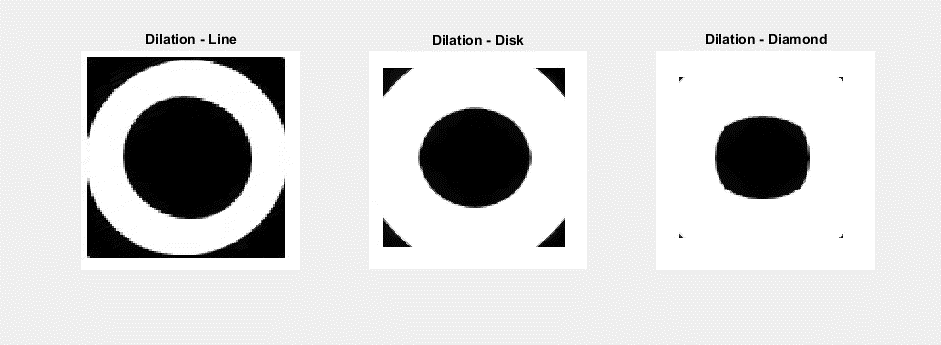 Dilation - Line
Dilation - Disk
Dilation - Diamond